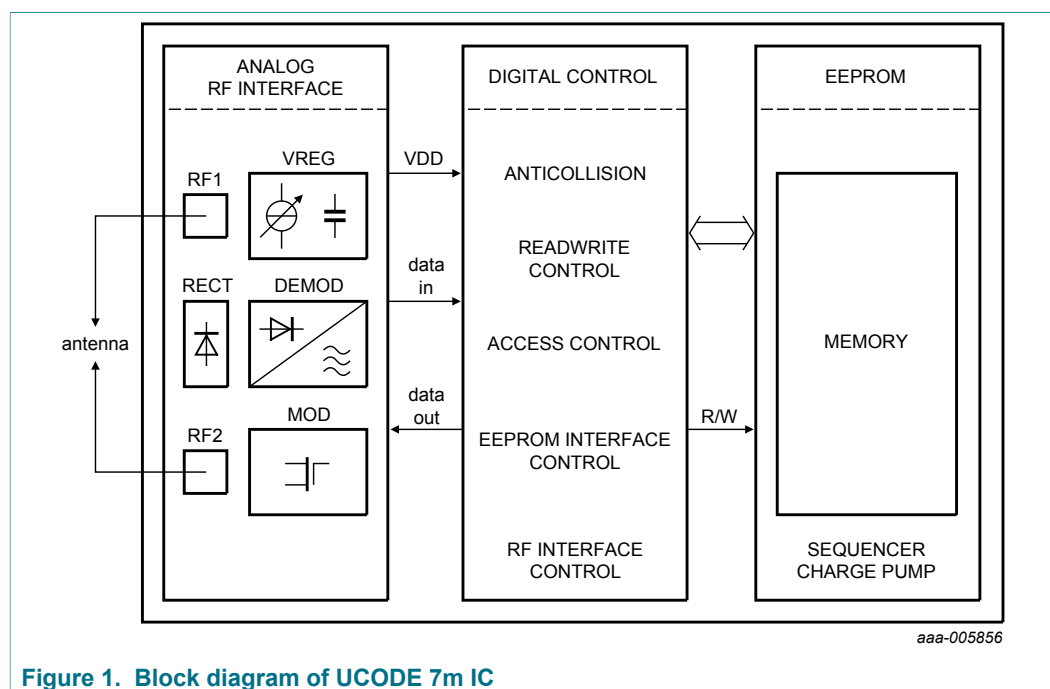 ANALOG
RF INTERFACE
DIGITAL CONTROL
EEPROM
VREG
RF1
RECT
DEMOD
antenna
MOD
RF2
VDD
data
in
data
out
ANTICOLLISION
READWRITE
CONTROL
ACCESS CONTROL
EEPROM INTERFACE
CONTROL
RF INTERFACE
CONTROL
R/W
MEMORY
SEQUENCER
CHARGE PUMP
aaa-005856
Figure 1. Block diagram of UCODE 7m IC